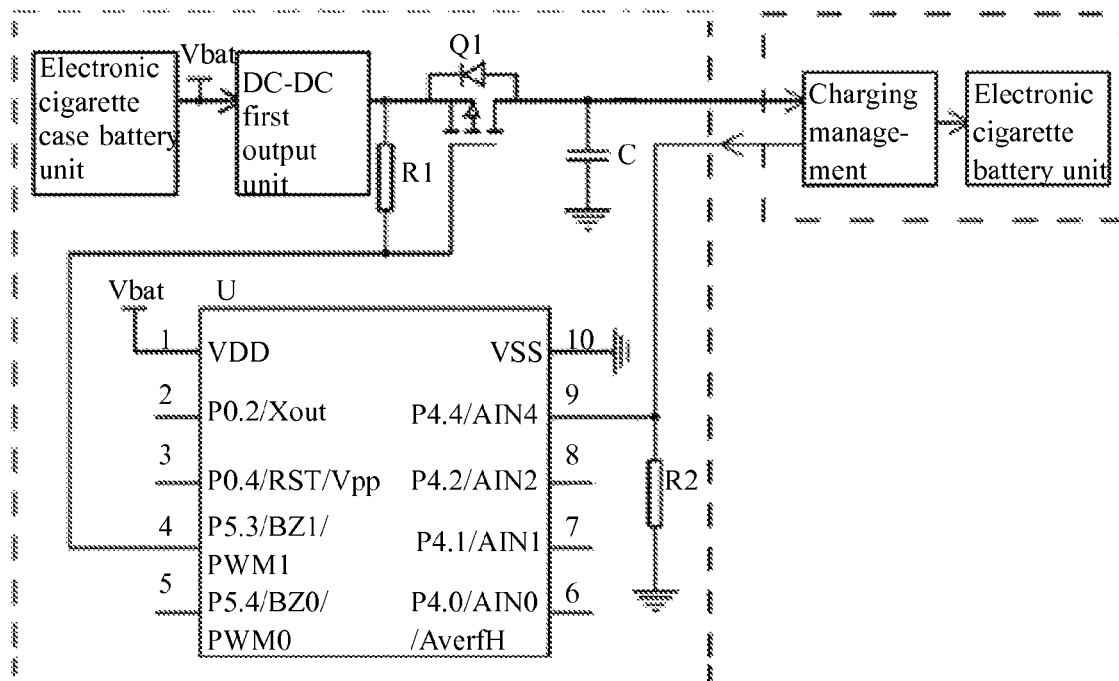 Electronic
cigarette
case battery
unit
Vbat
DC-DC
first
output
unit
Q1
R1
C
Charging
manage-
ment
Electronic
cigarette
battery unit
Vbat
U
1
VDD
VSS
10
2
P0.2/Xout
P4.4/AIN4
9
3
P0.4/RST/Vpp
P4.2/AIN2
8
R2
4
P5.3/BZ1/
PWM1
P4.1/AIN1
7
5
P5.4/BZ0/
PWM0
P4.0/AIN0
/AverfH
6